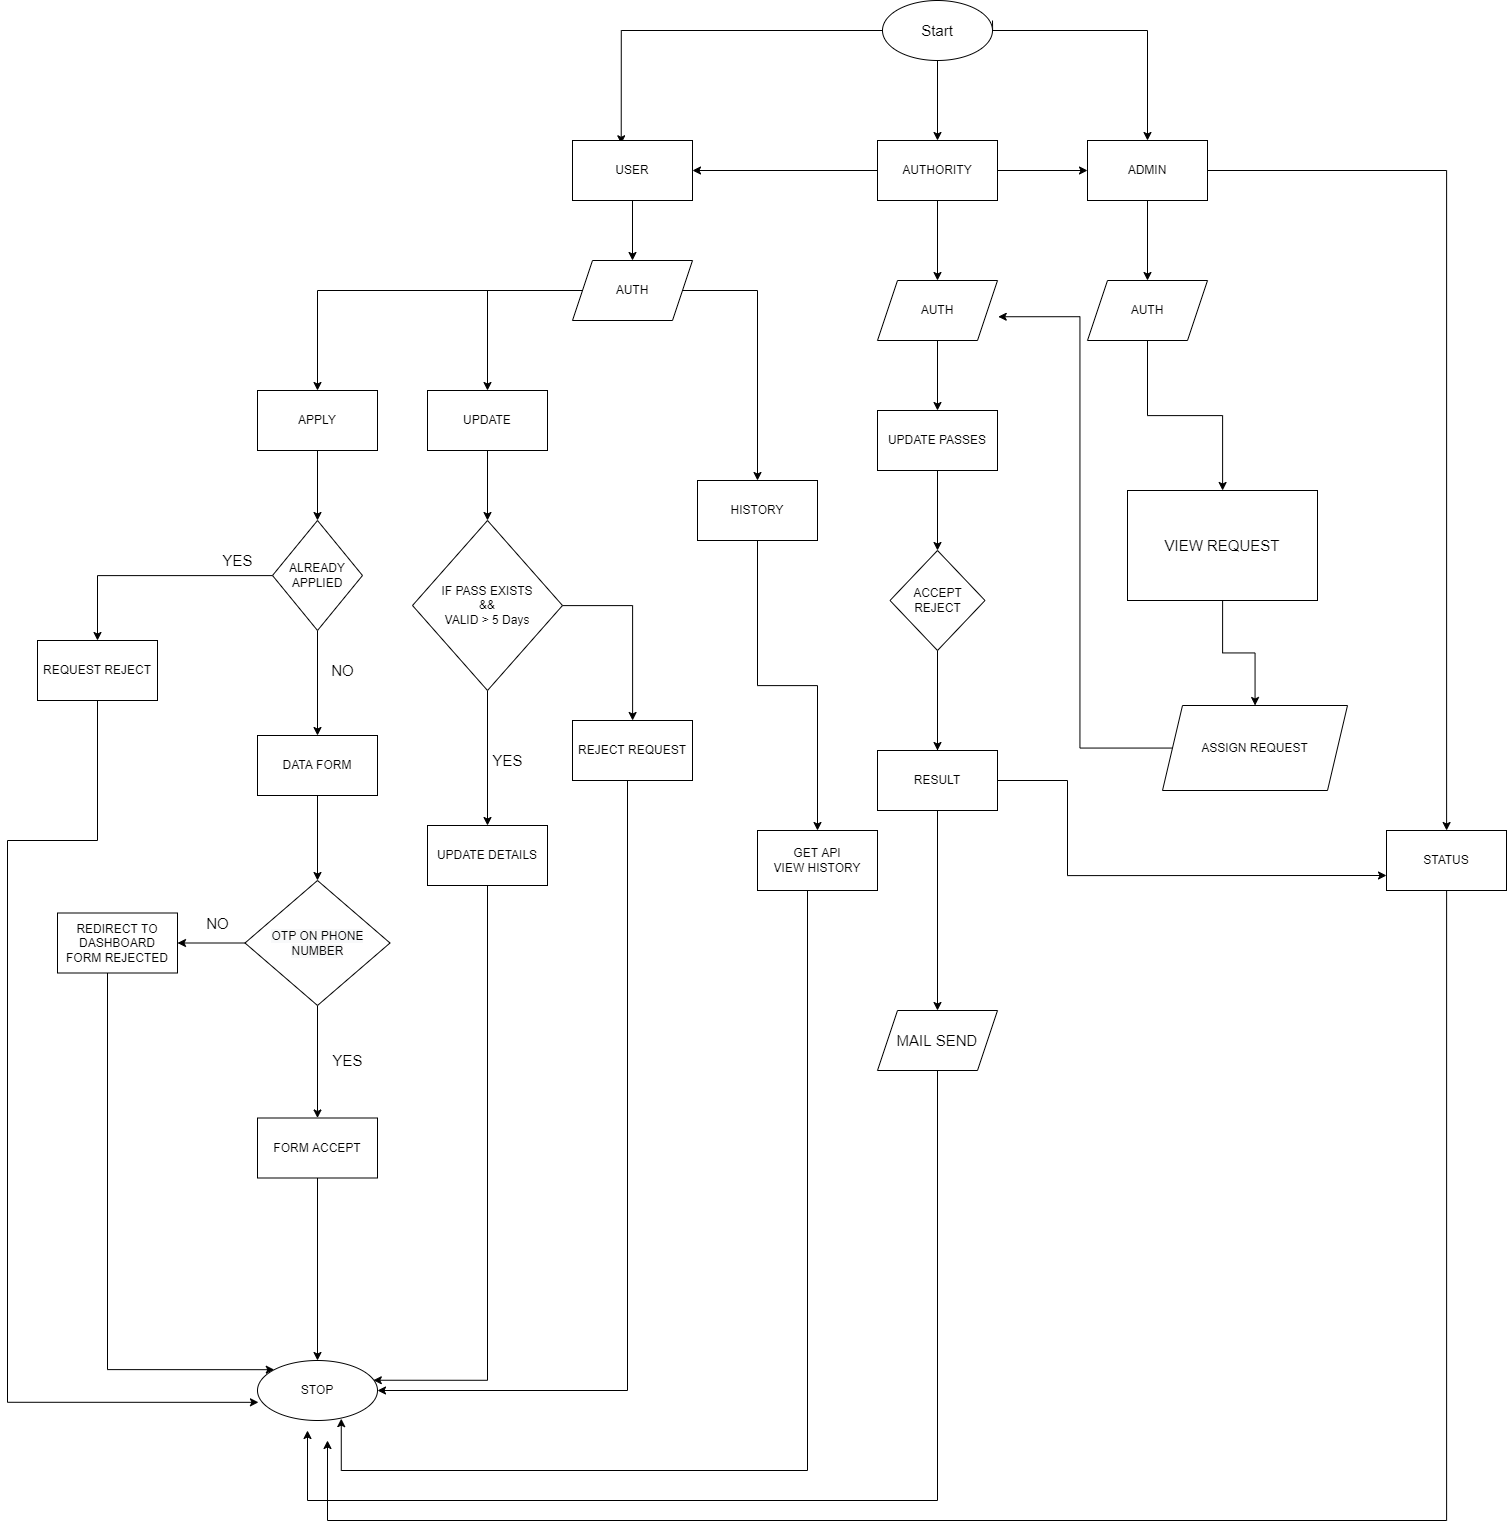 Start
USER
AUTHORITY
ADMIN
AUTH
AUTH
AUTH
APPLY
UPDATE
UPDATE PASSES
HISTORY
VIEW REQUEST
YES
ALREADY
APPLIED
IF PASS EXISTS
&&
VALID > 5 Days
ACCEPT
REJECT
REQUEST REJECT
NO
DATA FORM
YES
REJECT REQUEST
RESULT
ASSIGN REQUEST
UPDATE DETAILS
GET API
VIEW HISTORY
STATUS
REDIRECT TO
DASHBOARD
FORM REJECTED
NO
OTP ON PHONE
NUMBER
MAIL SEND
YES
FORM ACCEPT
STOP